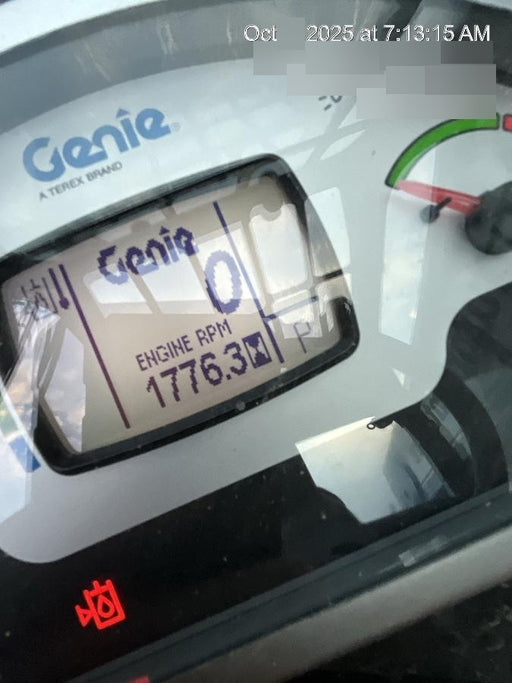 Oct 2025 at 7:13:15 AM
Genie
A TEREX BRAND
Genie
0
ENGINE RPM
1776.3
P